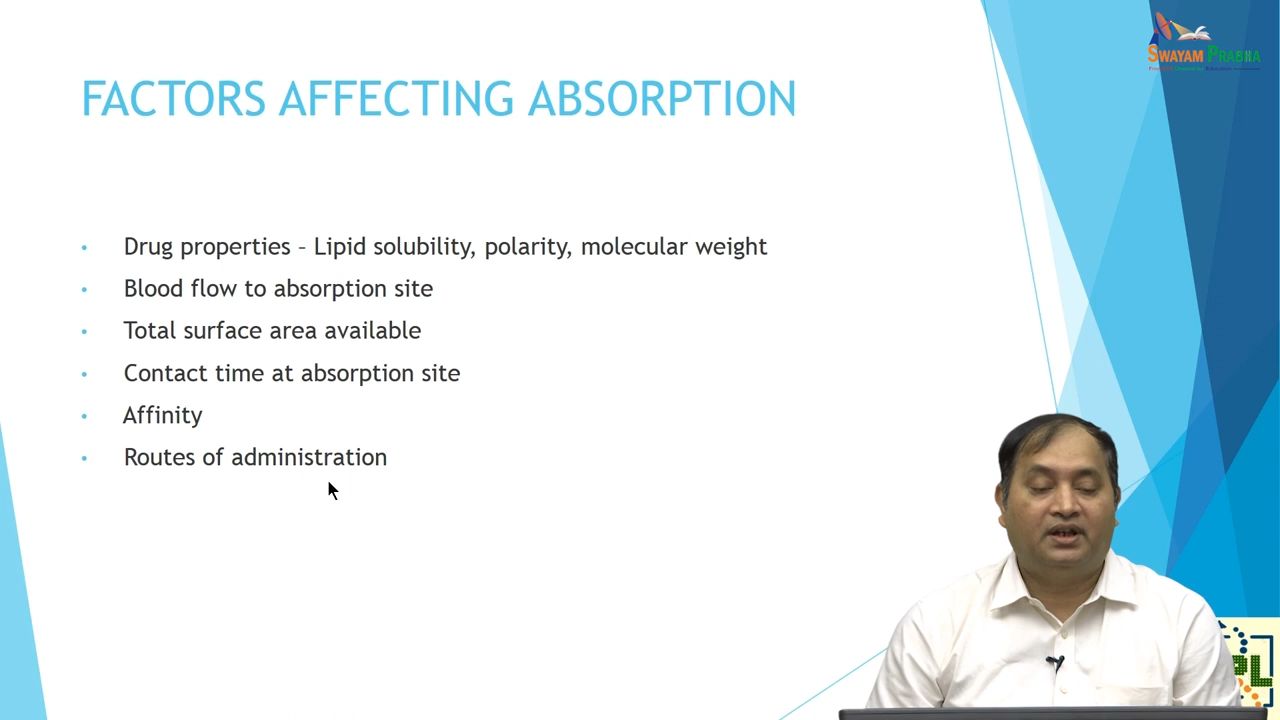 SWAYAM PRABHA
FACTORS AFFECTING ABSORPTION
• Drug properties – Lipid solubility, polarity, molecular weight
• Blood flow to absorption site
• Total surface area available
• Contact time at absorption site
• Affinity
• Routes of administration
PL